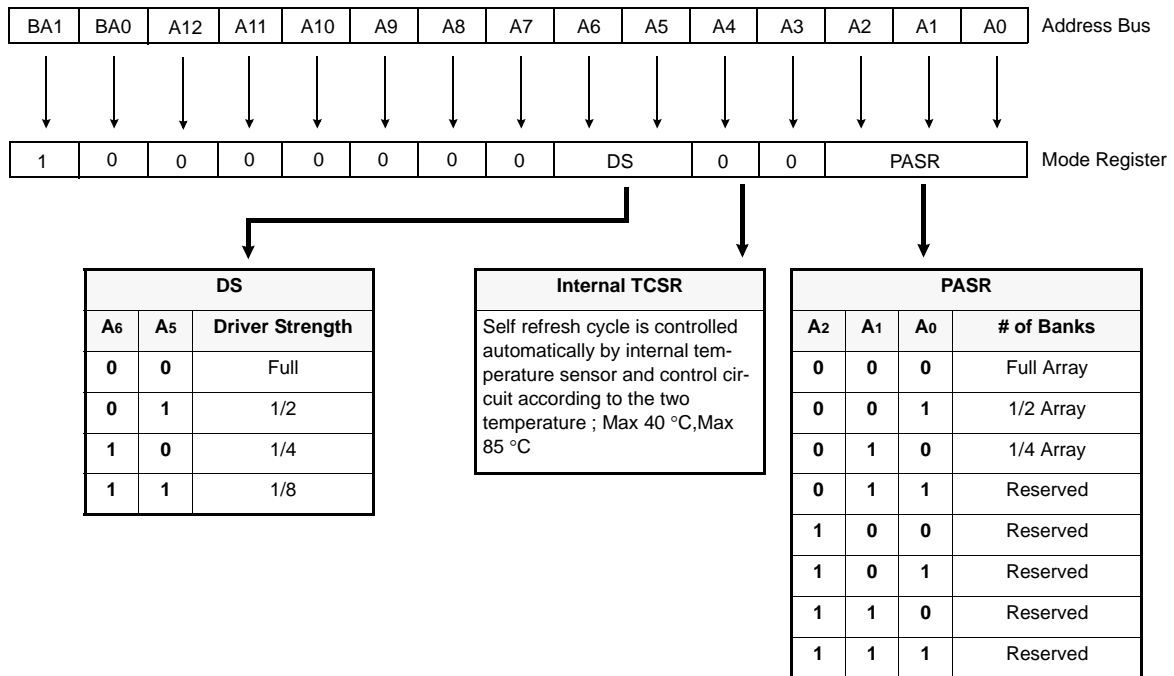 BA1 BA0 A12 A11 A10 A9 A8 A7 A6 A5 A4 A3 A2 A1 A0 Address Bus
1 0 0 0 0 0 0 0 DS 0 0 PASR Mode Register
DS
A6 A5 Driver Strength
0 0 Full
0 1 1/2
1 0 1/4
1 1 1/8
Internal TCSR
Self refresh cycle is controlled
automatically by internal tem-
perature sensor and control cir-
cuit according to the two
temperature ; Max 40 °C,Max
85 °C
PASR
A2 A1 A0 # of Banks
0 0 0 Full Array
0 0 1 1/2 Array
0 1 0 1/4 Array
0 1 1 Reserved
1 0 0 Reserved
1 0 1 Reserved
1 1 0 Reserved
1 1 1 Reserved